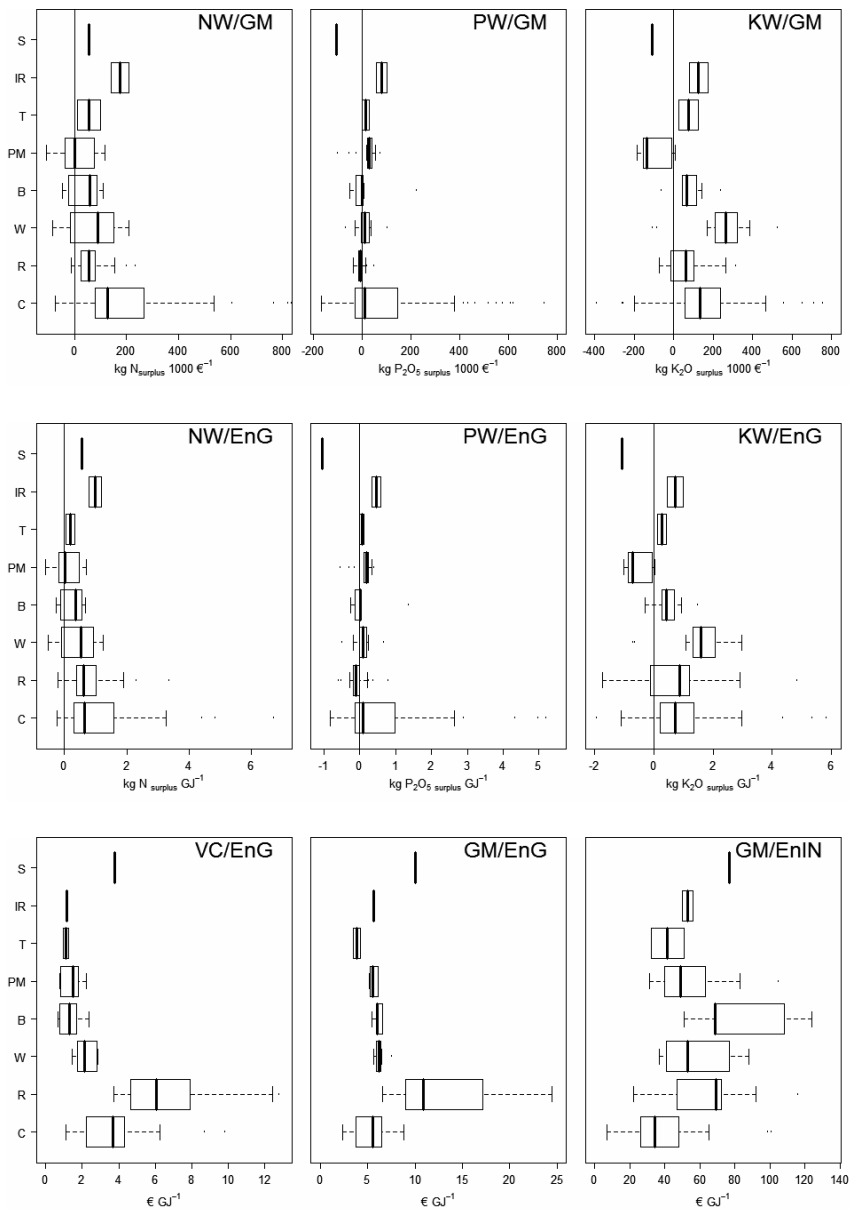 NW/GM
PW/GM
KW/GM
S
IR
T
PM
B
W
R
C
0 200 400 600 800
-200 0 200 400 600 800
-400 -200 0 200 400 600 800
kg N surplus 1000 €⁻¹
kg P₂O₅ surplus 1000 €⁻¹
kg K₂O surplus 1000 €⁻¹
NW/EnG
PW/EnG
KW/EnG
S
IR
T
PM
B
W
R
C
0 2 4 6
-1 0 1 2 3 4 5
-2 0 2 4 6
kg N surplus GJ⁻¹
kg P₂O₅ surplus GJ⁻¹
kg K₂O surplus GJ⁻¹
VC/EnG
GM/EnG
GM/EnIN
S
IR
T
PM
B
W
R
C
0 2 4 6 8 10 12
0 5 10 15 20 25
0 20 40 60 80 100 120 140
€ GJ⁻¹
€ GJ⁻¹
€ GJ⁻¹